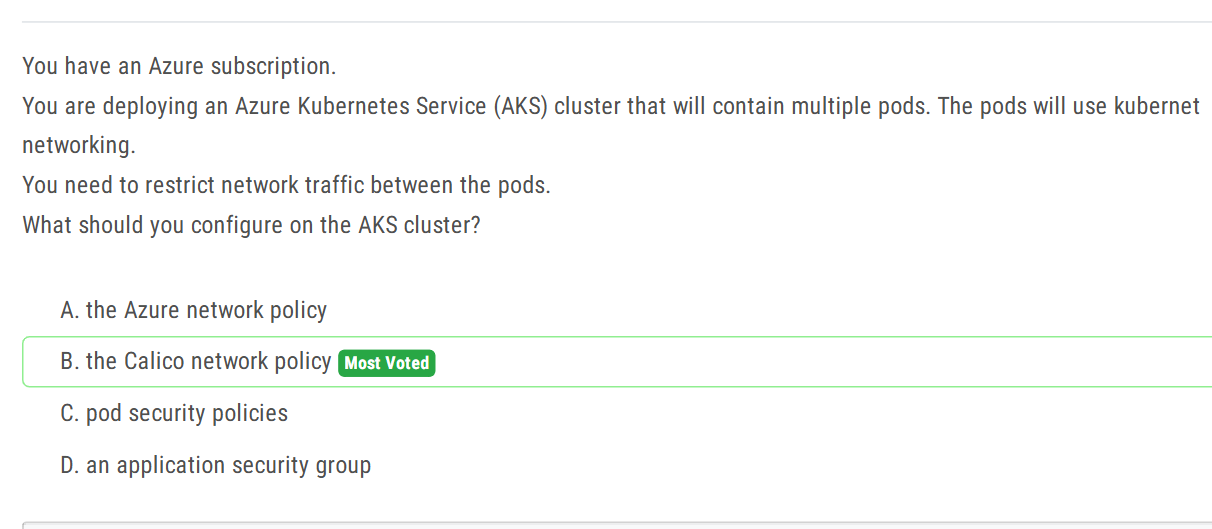 You have an Azure subscription.
You are deploying an Azure Kubernetes Service (AKS) cluster that will contain multiple pods. The pods will use kubernet
networking.
You need to restrict network traffic between the pods.
What should you configure on the AKS cluster?
A. the Azure network policy
B. the Calico network policy Most Voted
C. pod security policies
D. an application security group